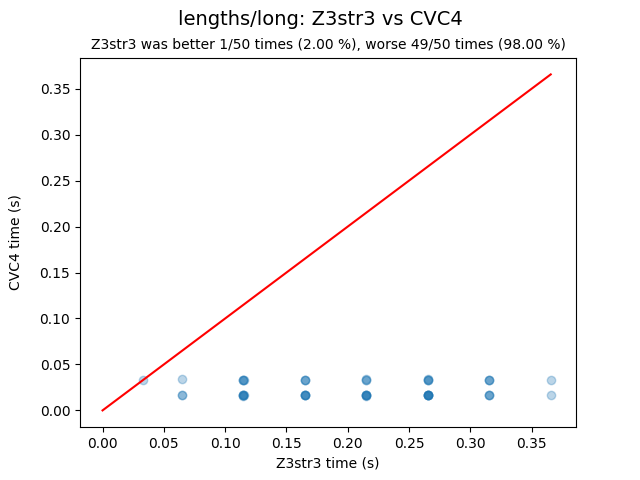 lengths/long: Z3str3 vs CVC4
Z3str3 was better 1/50 times (2.00 %), worse 49/50 times (98.00 %)
0.35
0.30
0.25
0.20
0.15
0.10
0.05
0.00
CVC4 time (s)
0.00 0.05 0.10 0.15 0.20 0.25 0.30 0.35
Z3str3 time (s)